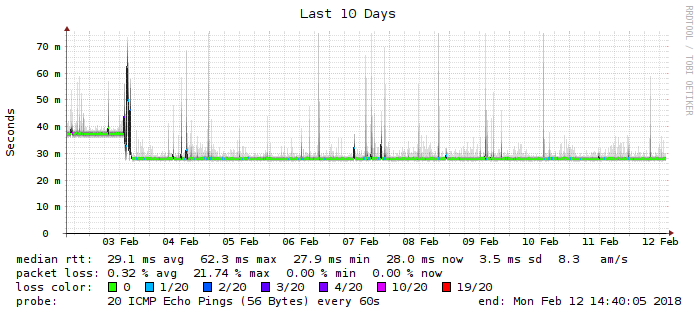 Last 10 Days
RRDTOOL / TOBI OETIKER
Seconds
70 m
60 m
50 m
40 m
30 m
20 m
10 m
0
03 Feb 04 Feb 05 Feb 06 Feb 07 Feb 08 Feb 09 Feb 10 Feb 11 Feb 12 Feb
median rtt: 29.1 ms avg 62.3 ms max 27.9 ms min 28.0 ms now 3.5 ms sd 8.3 am/s
packet loss: 0.32 % avg 21.74 % max 0.00 % min 0.00 % now
loss color: 0 1/20 2/20 3/20 4/20 10/20 19/20
probe: 20 ICMP Echo Pings (56 Bytes) every 60s end: Mon Feb 12 14:40:05 2018